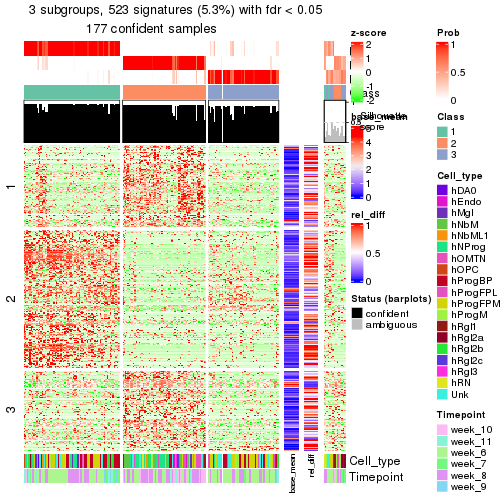 3 subgroups, 523 signatures (5.3%) with fdr < 0.05
177 confident samples
z-score
2
1
0
-1
-2
Prob
1
0.5
0
Class
1
0.5
0
Silhouette
score
base_mean
5
4
3
2
1
0
rel_diff
1
0.5
0
Status (barplots)
confident
ambiguous
Class
1
2
3
Cell_type
hDA0
hEndo
hMgl
hNbM
hNbML1
hNProg
hOMTN
hOPC
hProgBP
hProgFPL
hProgFPM
hProgM
hRgl1
hRgl2a
hRgl2b
hRgl2c
hRgl3
hRN
Unk
Timepoint
week_10
week_11
week_6
week_7
week_8
week_9
1
2
3
Cell_type
Timepoint
base_mean
rel_diff